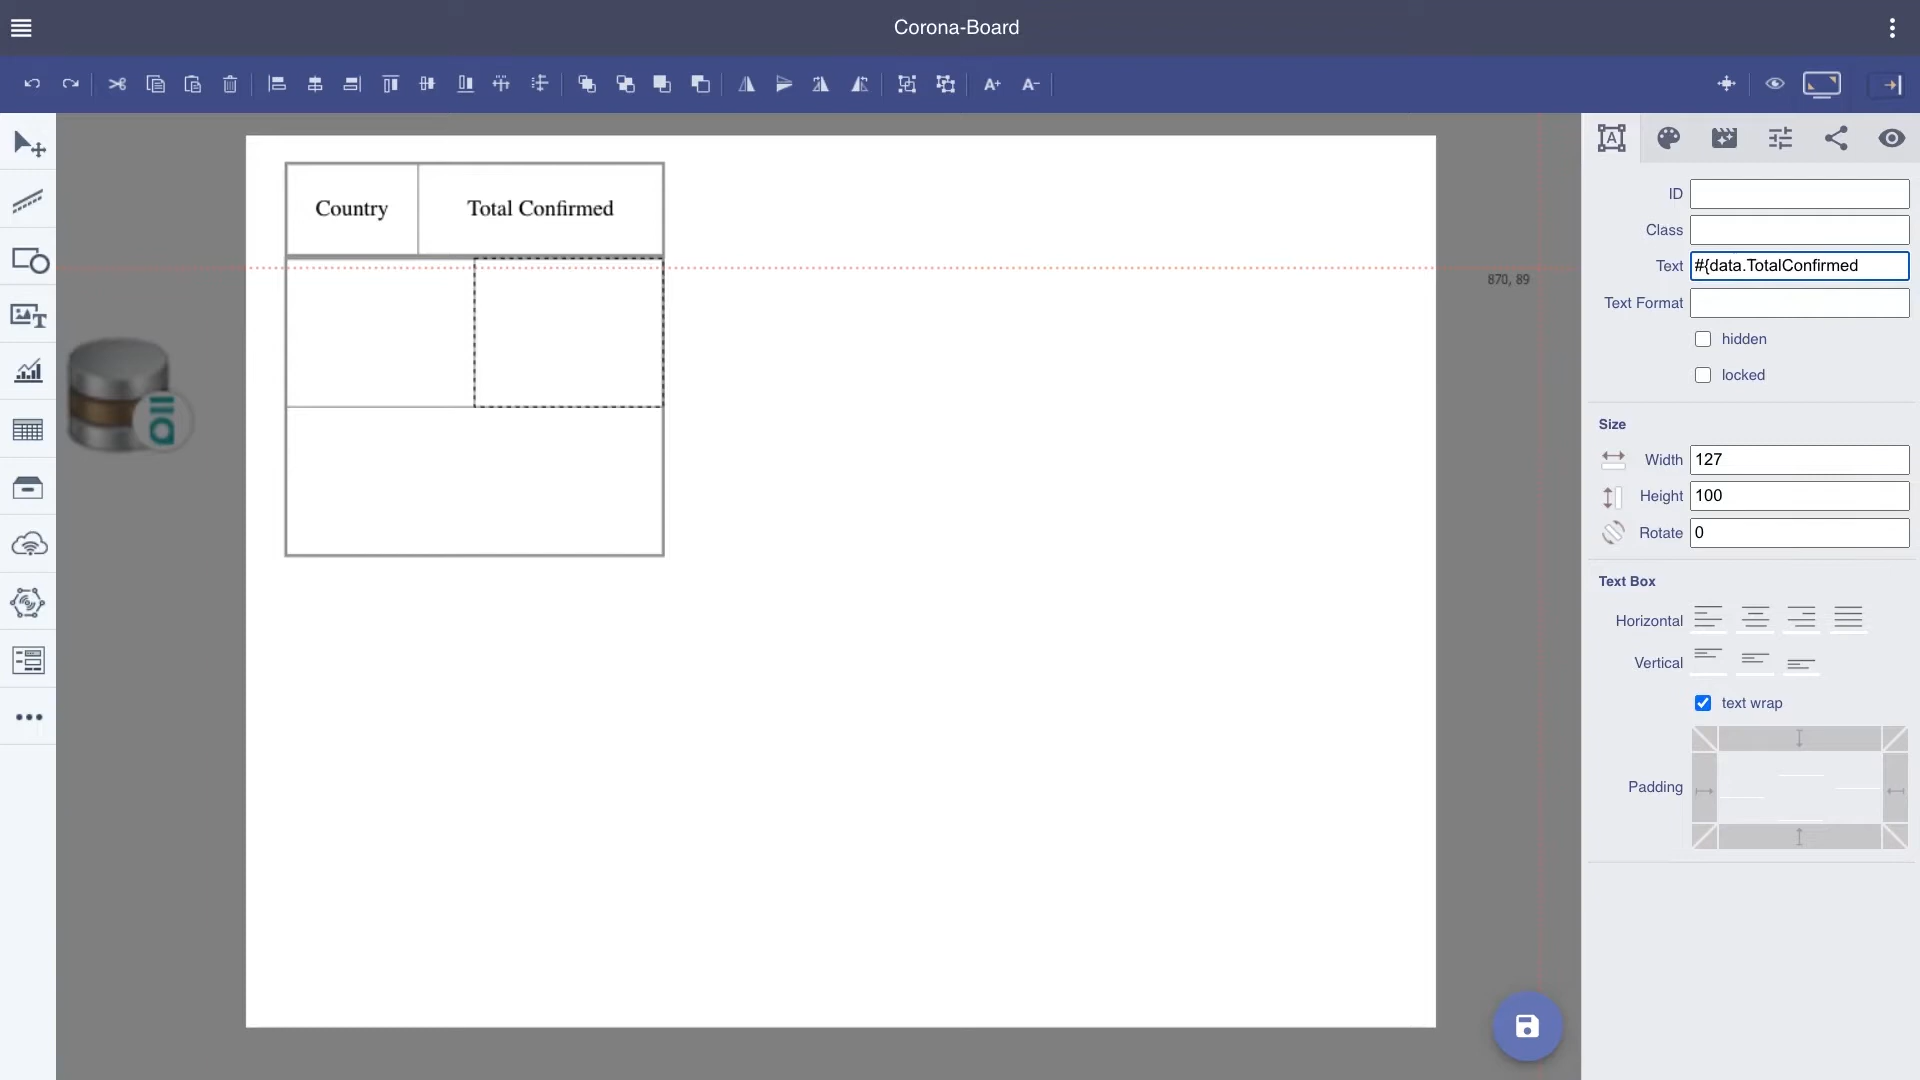 Corona-Board
A+ A-
A
ID
Class
Text #{data.TotalConfirmed
Text Format
hidden
locked
Size
Width 127
Height 100
Rotate 0
Text Box
Horizontal
Vertical
text wrap
Padding
Country Total Confirmed
870, 89